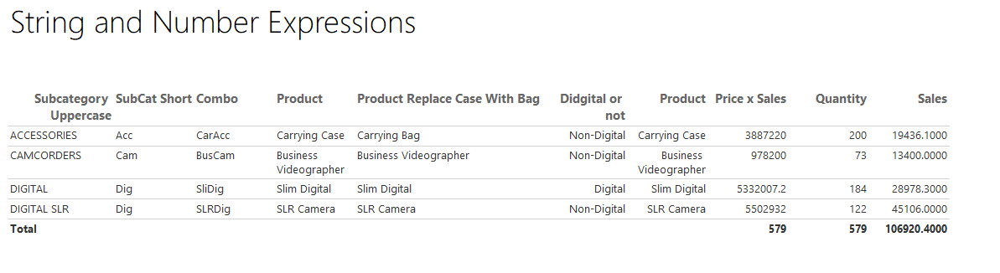 String and Number Expressions
Subcategory SubCat Short Combo Product Product Replace Case With Bag Didgital or Product Price x Sales Quantity Sales
Uppercase not
ACCESSORIES Acc CarAcc Carrying Case Carrying Bag Non-Digital Carrying Case 3887220 200 19436.1000
CAMCORDERS Cam BusCam Business Business Videographer Non-Digital Business 978200 73 13400.0000
Videographer Videographer
DIGITAL Dig SliDig Slim Digital Slim Digital Digital Slim Digital 5332007.2 184 28978.3000
DIGITAL SLR Dig SLRDig SLR Camera SLR Camera Non-Digital SLR Camera 5502932 122 45106.0000
Total 579 579 106920.4000